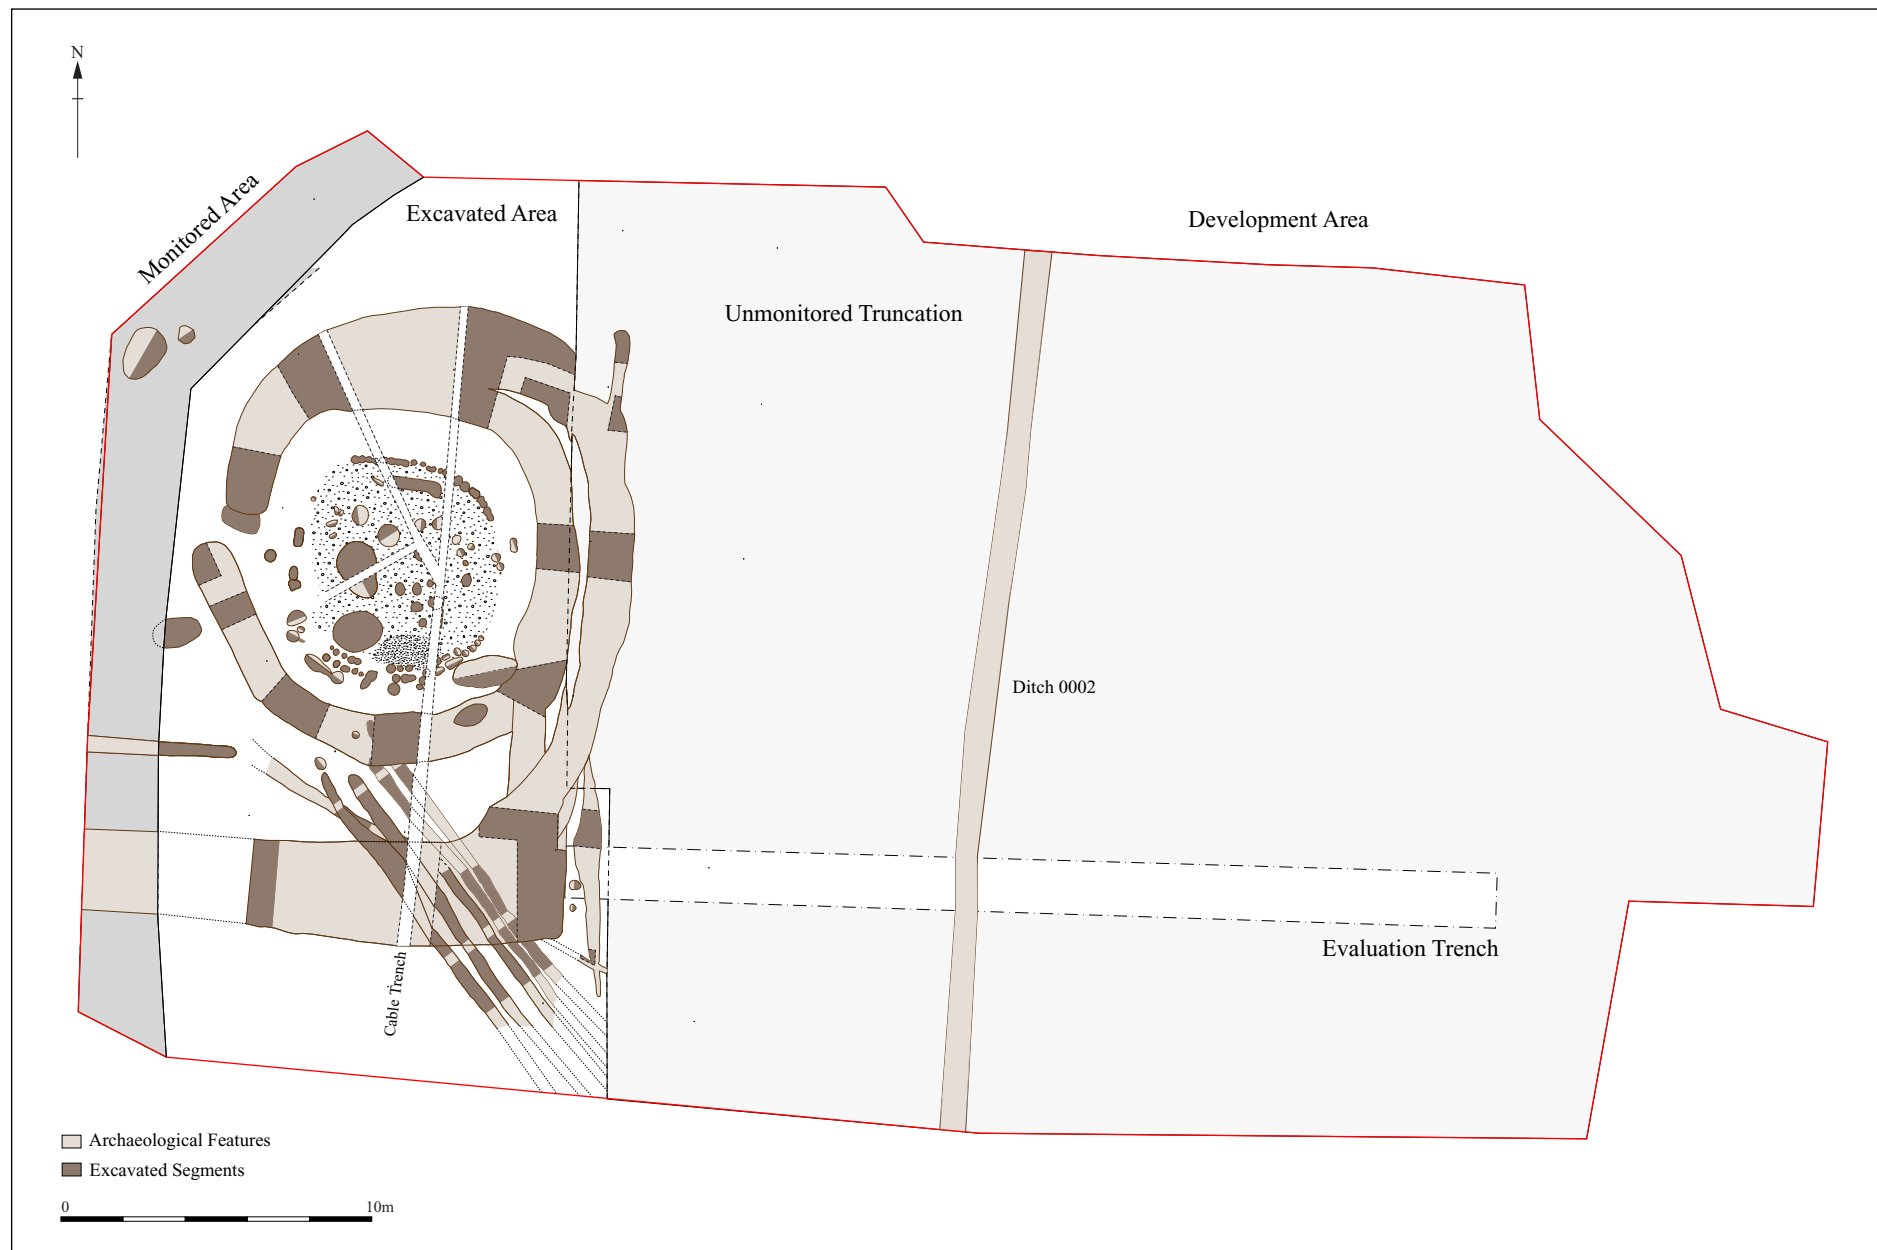 N
Monitored Area
Excavated Area
Development Area
Unmonitored Truncation
Ditch 0002
Evaluation Trench
Cable Trench
Archaeological Features
Excavated Segments
0 10m